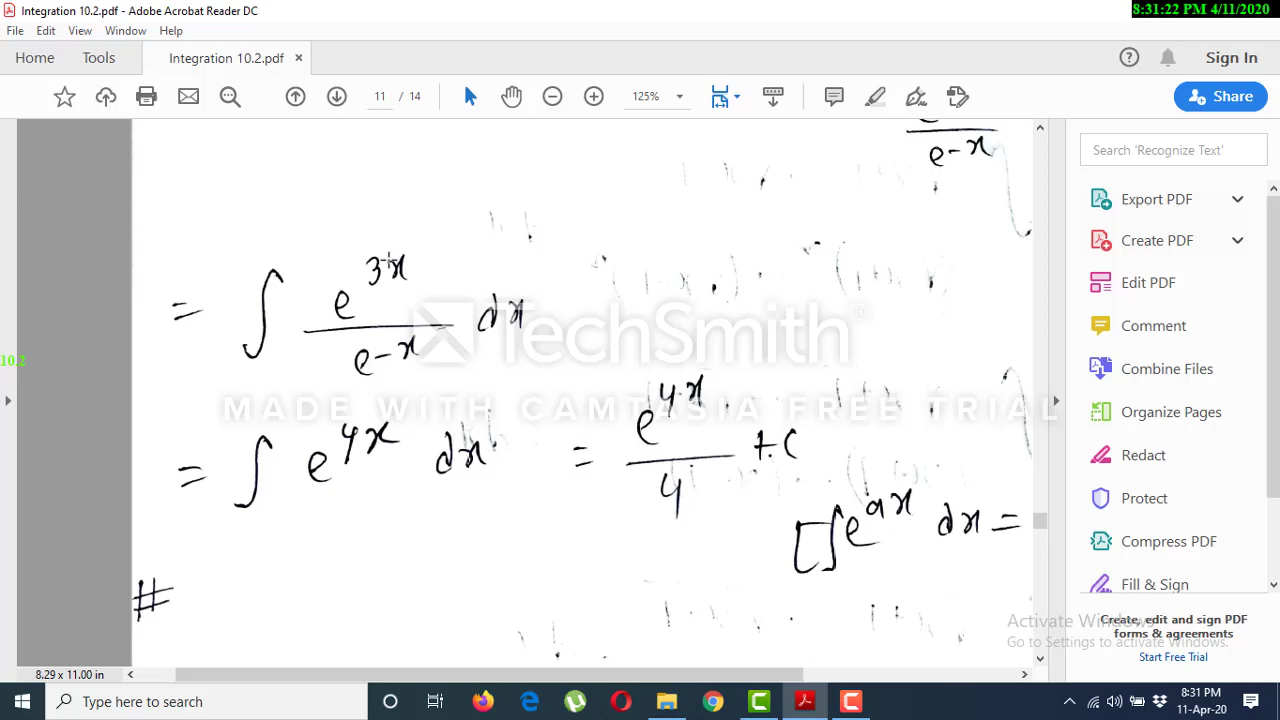 Integration 10.2.pdf - Adobe Acrobat Reader DC
8:31:22 PM 4/11/2020
File Edit View Window Help
Home Tools Integration 10.2.pdf × Sign In
11 / 14 125% Share
e-x
Search 'Recognize Text'
Export PDF
Create PDF
Edit PDF
Comment
Combine Files
Organize Pages
Redact
Protect
Compress PDF
Fill & Sign
= ∫ e^3x / e-x dx
TechSmith®
MADE WITH CAMTASIA FREE TRIAL
10.2
= ∫ e^4x dx = e^4x / 4 + C
[∫e^ax dx =
#
Activate Windows
Go to Settings to activate Windows.
Create, edit and sign PDF
forms & agreements
Start Free Trial
8.29 x 11.00 in
Type here to search
8:31 PM
11-Apr-20